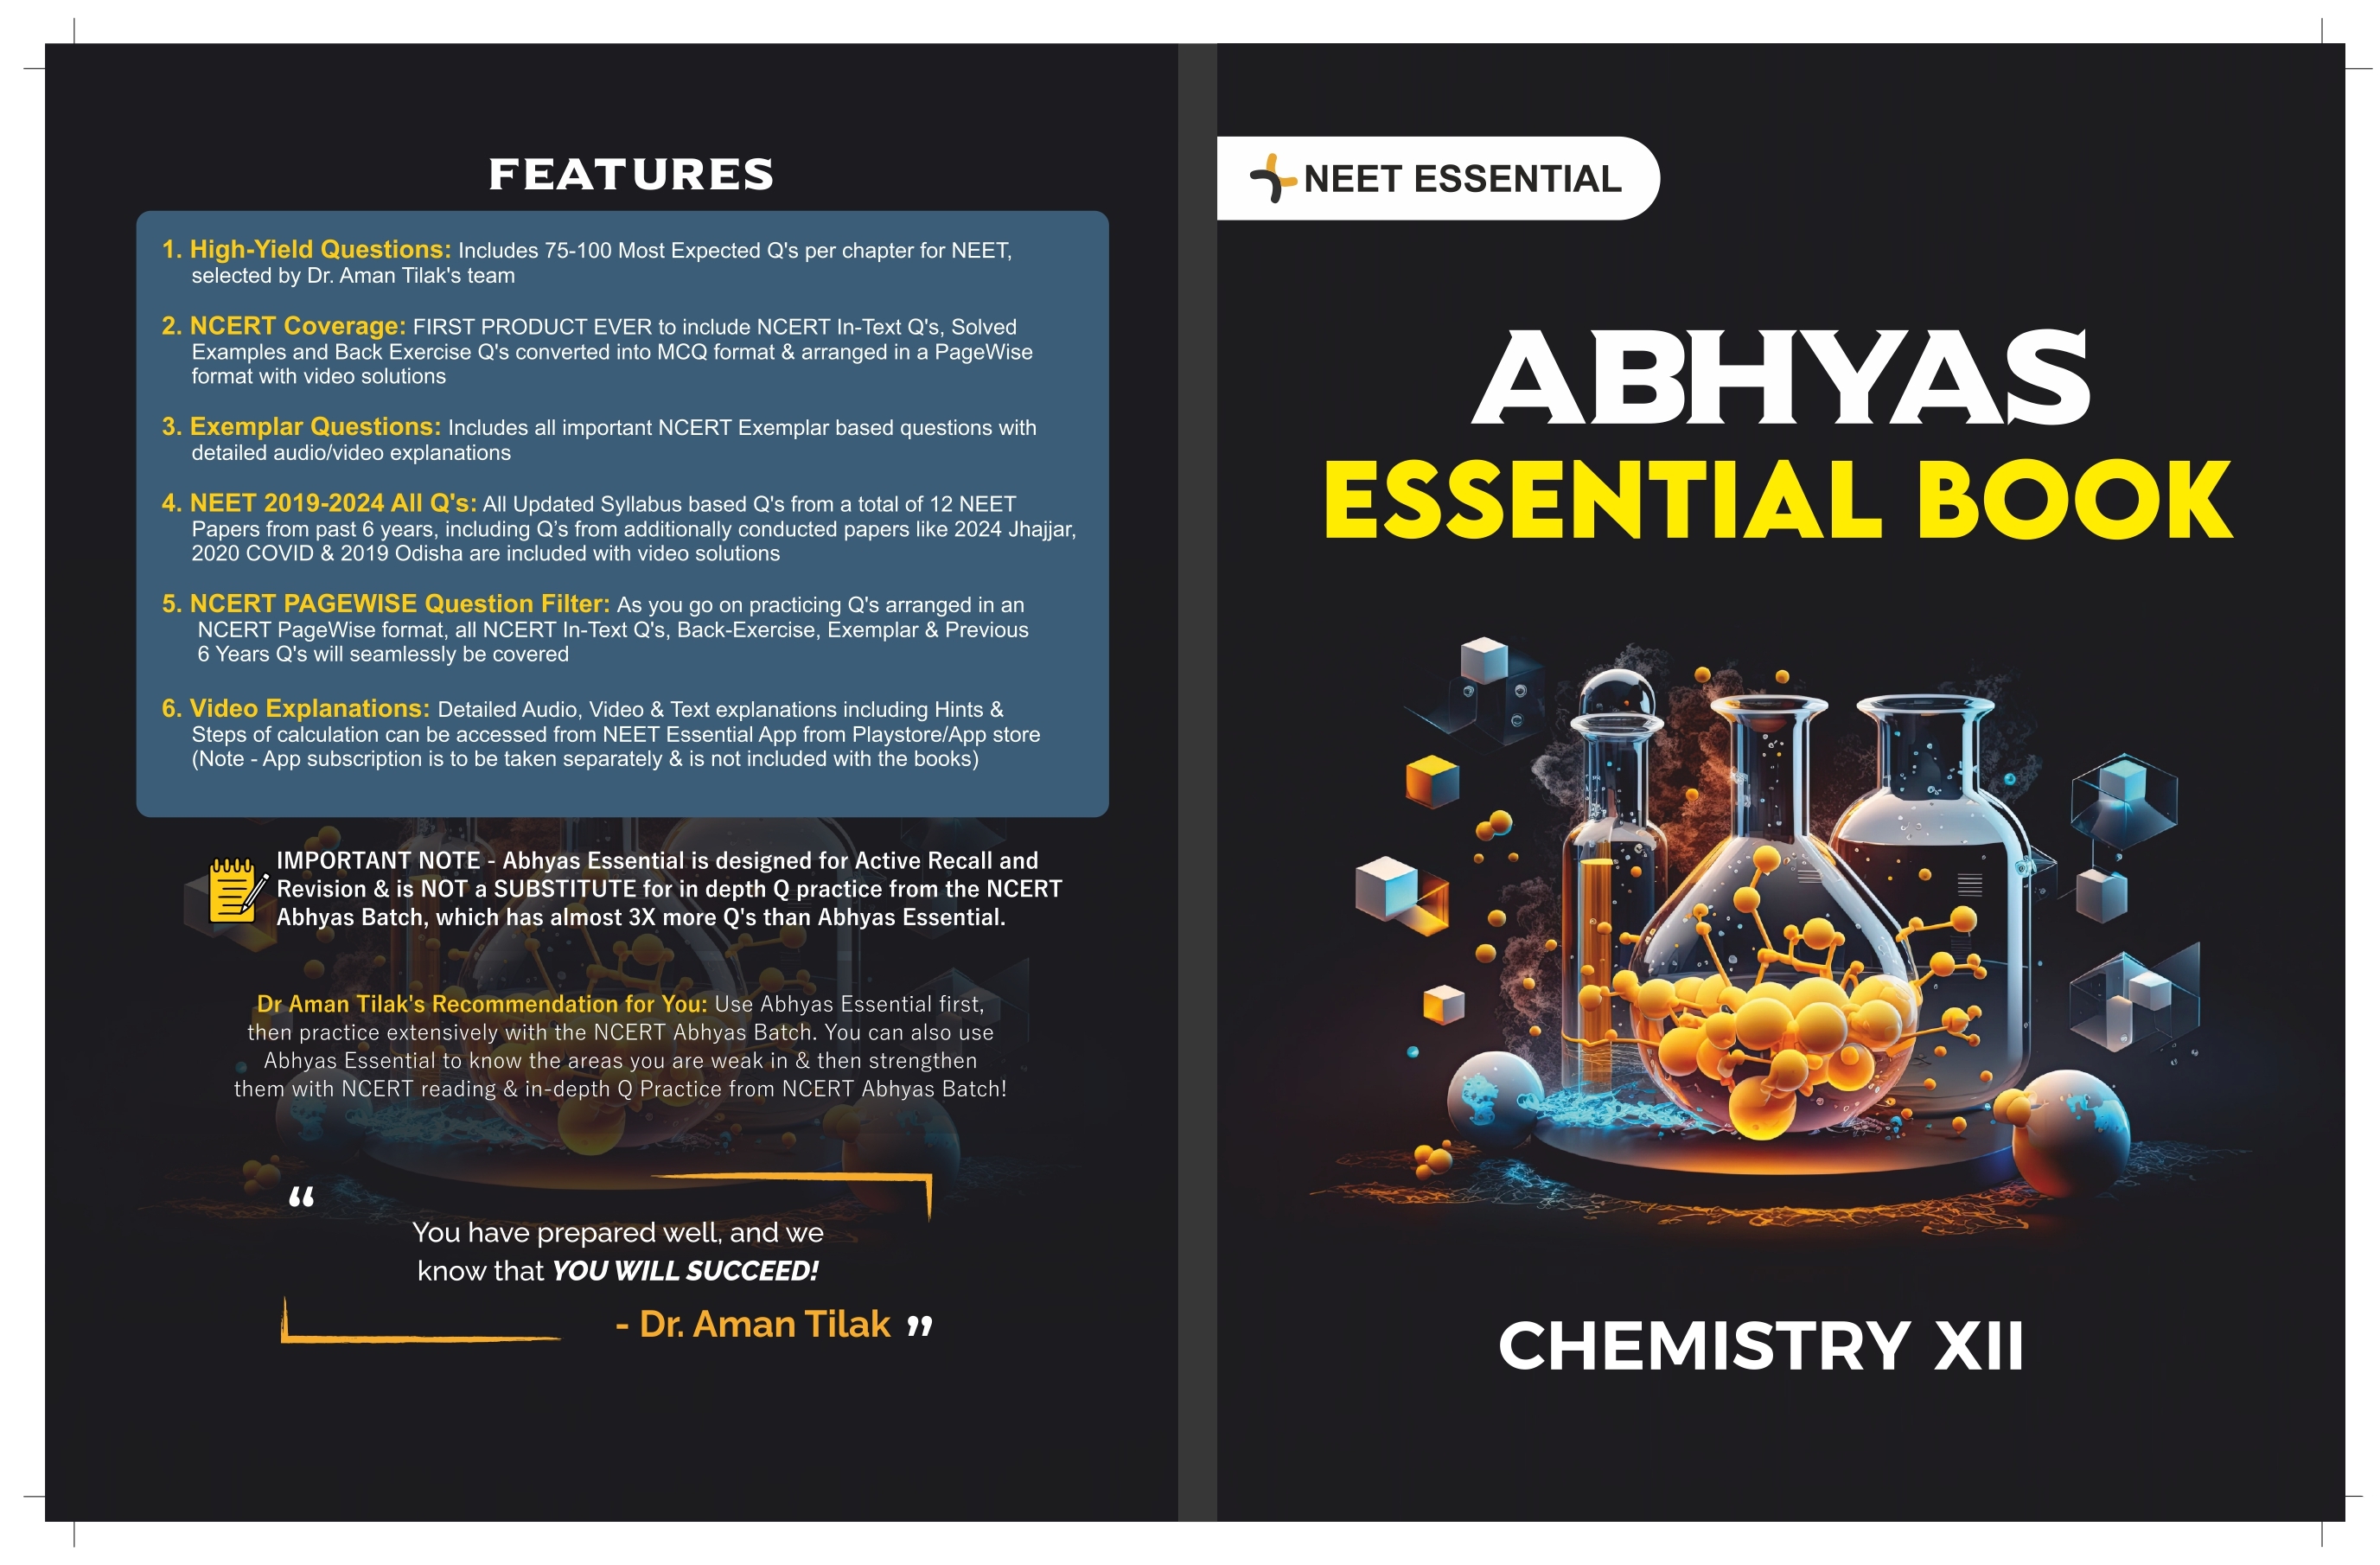 FEATURES
1. High-Yield Questions: Includes 75-100 Most Expected Q's per chapter for NEET,
selected by Dr. Aman Tilak's team
2. NCERT Coverage: FIRST PRODUCT EVER to include NCERT In-Text Q's, Solved
Examples and Back Exercise Q's converted into MCQ format & arranged in a PageWise
format with video solutions
3. Exemplar Questions: Includes all important NCERT Exemplar based questions with
detailed audio/video explanations
4. NEET 2019-2024 All Q's: All Updated Syllabus based Q's from a total of 12 NEET
Papers from past 6 years, including Q’s from additionally conducted papers like 2024 Jhajjar,
2020 COVID & 2019 Odisha are included with video solutions
5. NCERT PAGEWISE Question Filter: As you go on practicing Q's arranged in an
NCERT PageWise format, all NCERT In-Text Q's, Back-Exercise, Exemplar & Previous
6 Years Q's will seamlessly be covered
6. Video Explanations: Detailed Audio, Video & Text explanations including Hints &
Steps of calculation can be accessed from NEET Essential App from Playstore/App store
(Note - App subscription is to be taken separately & is not included with the books)
IMPORTANT NOTE - Abhyas Essential is designed for Active Recall and
Revision & is NOT a SUBSTITUTE for in depth Q practice from the NCERT
Abhyas Batch, which has almost 3X more Q's than Abhyas Essential.
Dr Aman Tilak's Recommendation for You: Use Abhyas Essential first,
then practice extensively with the NCERT Abhyas Batch. You can also use
Abhyas Essential to know the areas you are weak in & then strengthen
them with NCERT reading & in-depth Q Practice from NCERT Abhyas Batch!
“
You have prepared well, and we
know that YOU WILL SUCCEED!
- Dr. Aman Tilak ”
NEET ESSENTIAL
ABHYAS
ESSENTIAL BOOK
CHEMISTRY XII